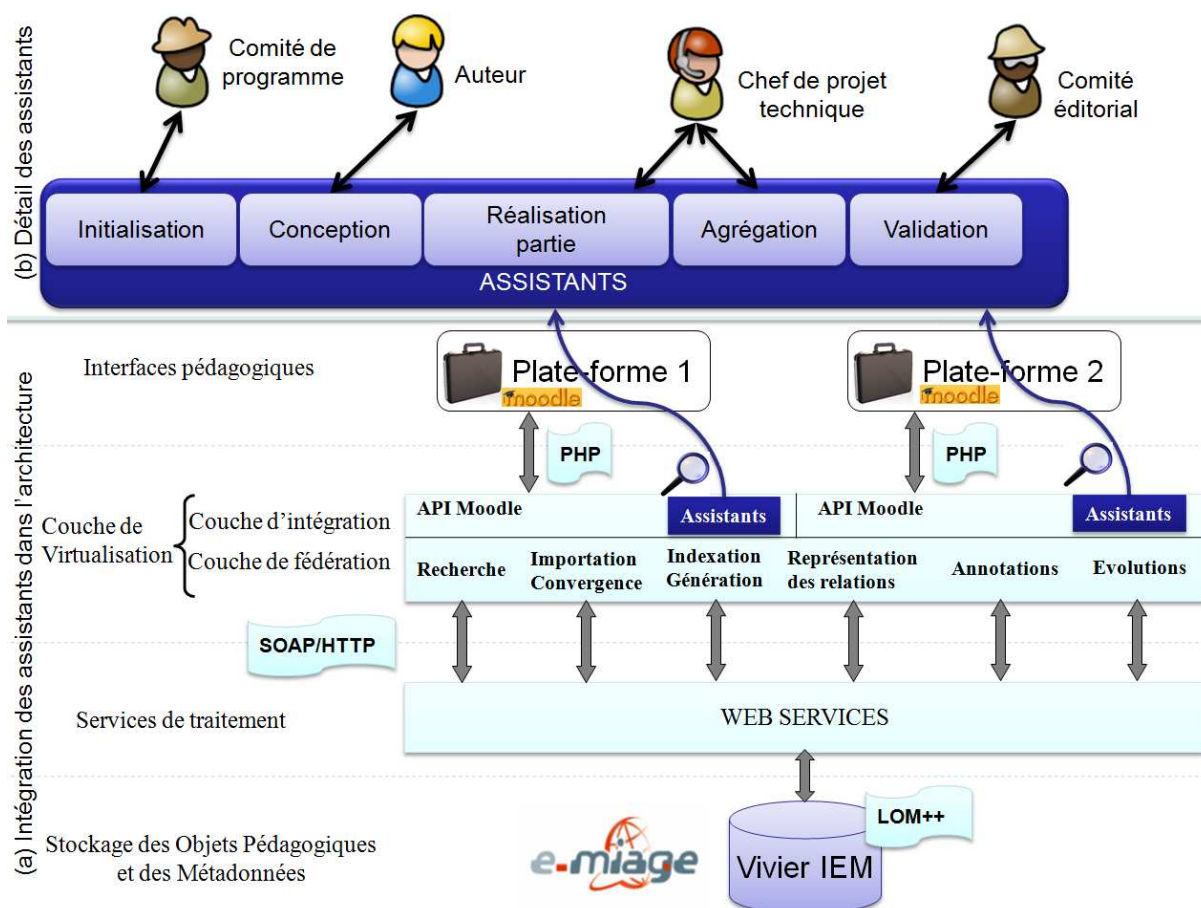 (b) Détail des assistants
Comité de
programme
Auteur
Chef de projet
technique
Comité
éditorial
Initialisation
Conception
Réalisation
partie
Agrégation
Validation
ASSISTANTS
(a) Intégration des assistants dans l'architecture
Interfaces pédagogiques
Plate-forme 1
moodle
Plate-forme 2
moodle
PHP
PHP
Couche de
Virtualisation
Couche d'intégration
Couche de fédération
API Moodle
Assistants
API Moodle
Assistants
Recherche
Importation
Convergence
Indexation
Génération
Représentation
des relations
Annotations
Evolutions
SOAP/HTTP
Services de traitement
WEB SERVICES
Stockage des Objets Pédagogiques
et des Métadonnées
e-miage
LOM++
Vivier IEM